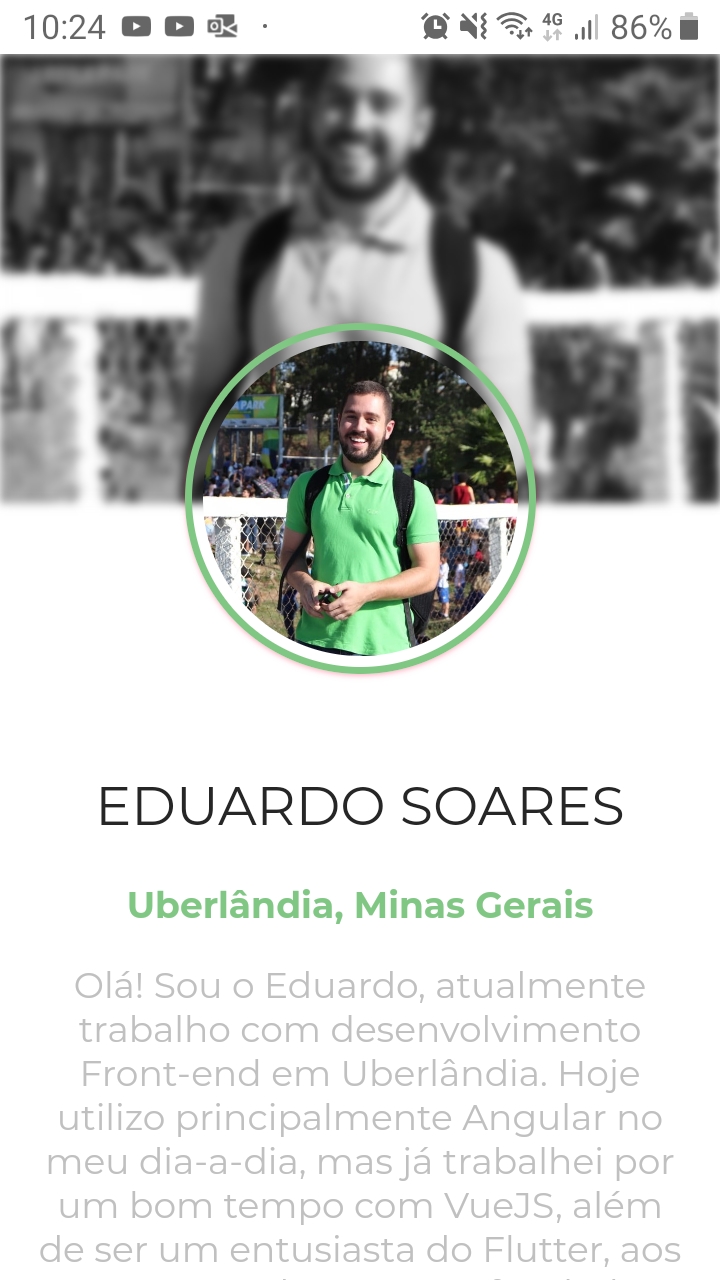 10:24
4G
86%
EDUARDO SOARES
Uberlândia, Minas Gerais
Olá! Sou o Eduardo, atualmente
trabalho com desenvolvimento
Front-end em Uberlândia. Hoje
utilizo principalmente Angular no
meu dia-a-dia, mas já trabalhei por
um bom tempo com VueJS, além
de ser um entusiasta do Flutter, aos